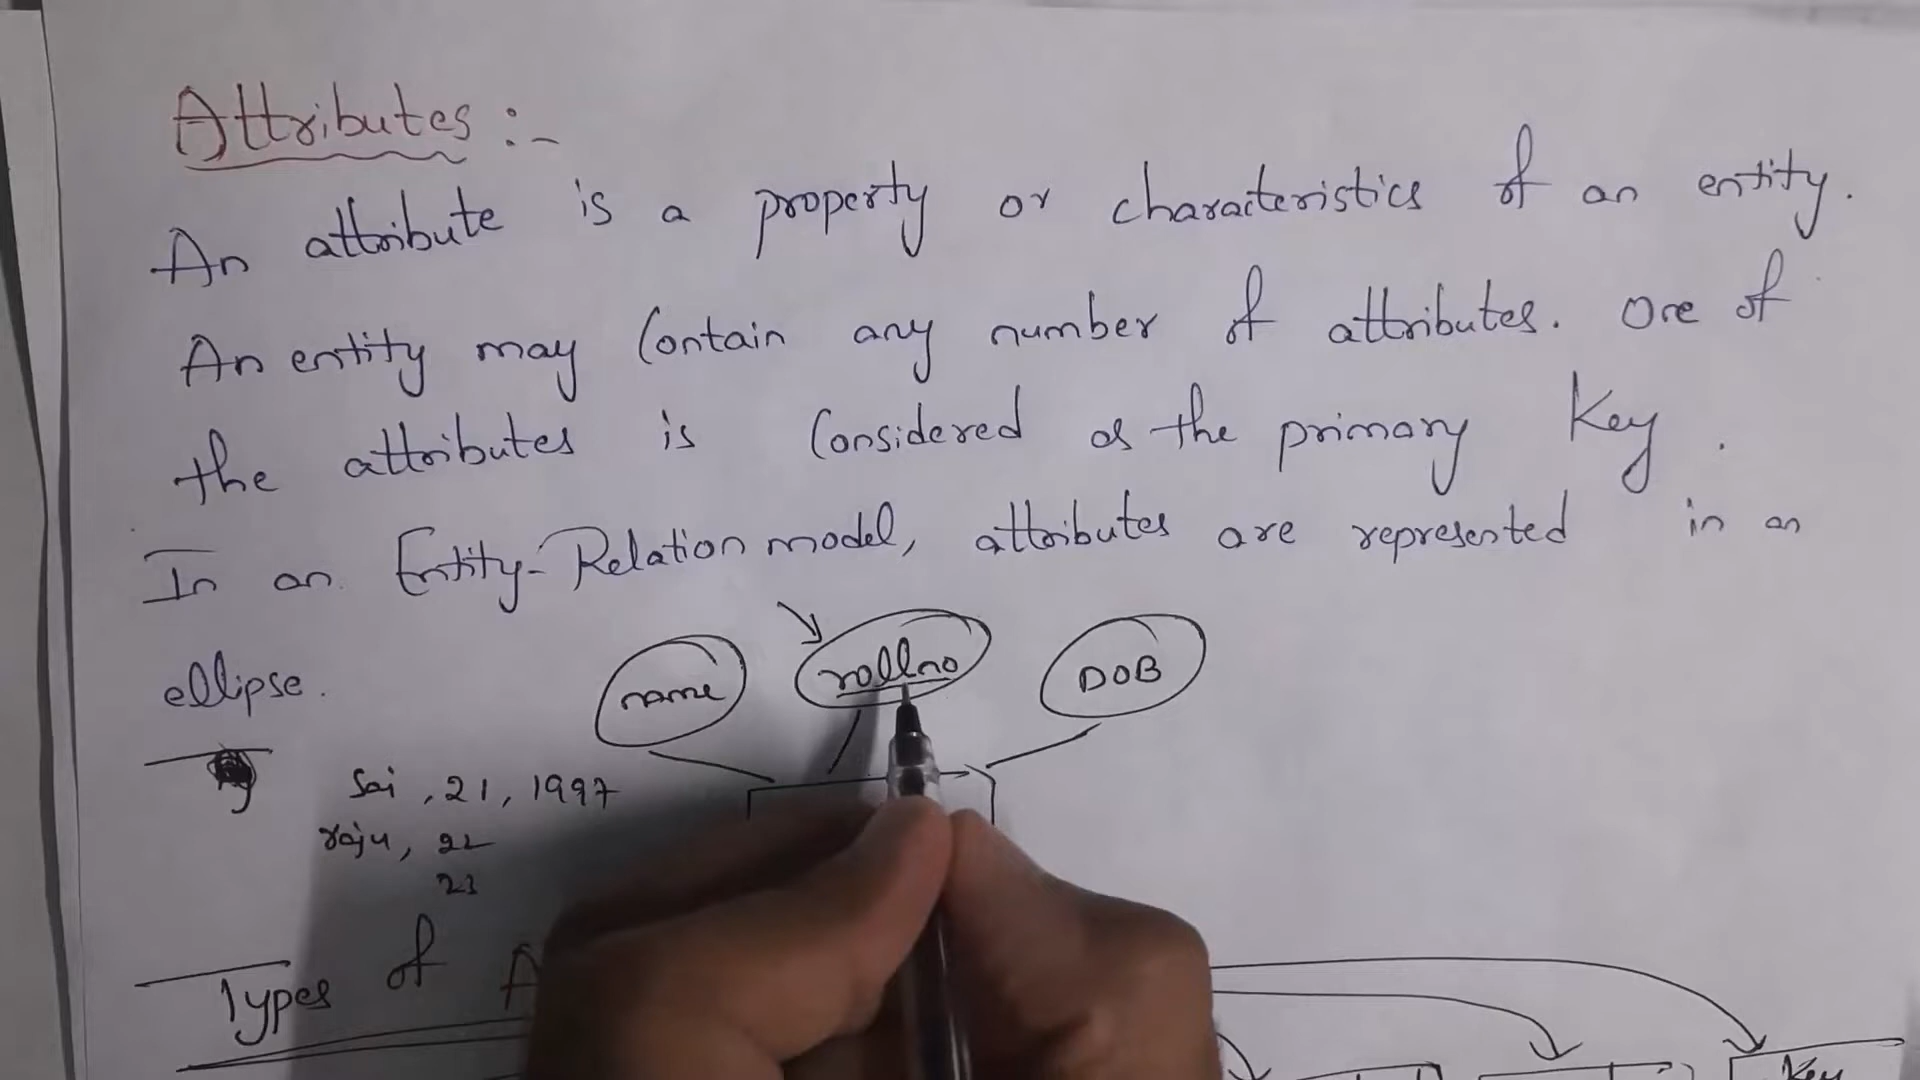 Attributes :-
An attribute is a property or characteristics of an entity.
An entity may Contain any number of attributes. One of
the attributes is Considered as the primary Key.
In an Entity-Relation model, attributes are represented in an
ellipse.
name rollno DOB
Sai, 21, 1997
raju, 22
23
Types of A
Key